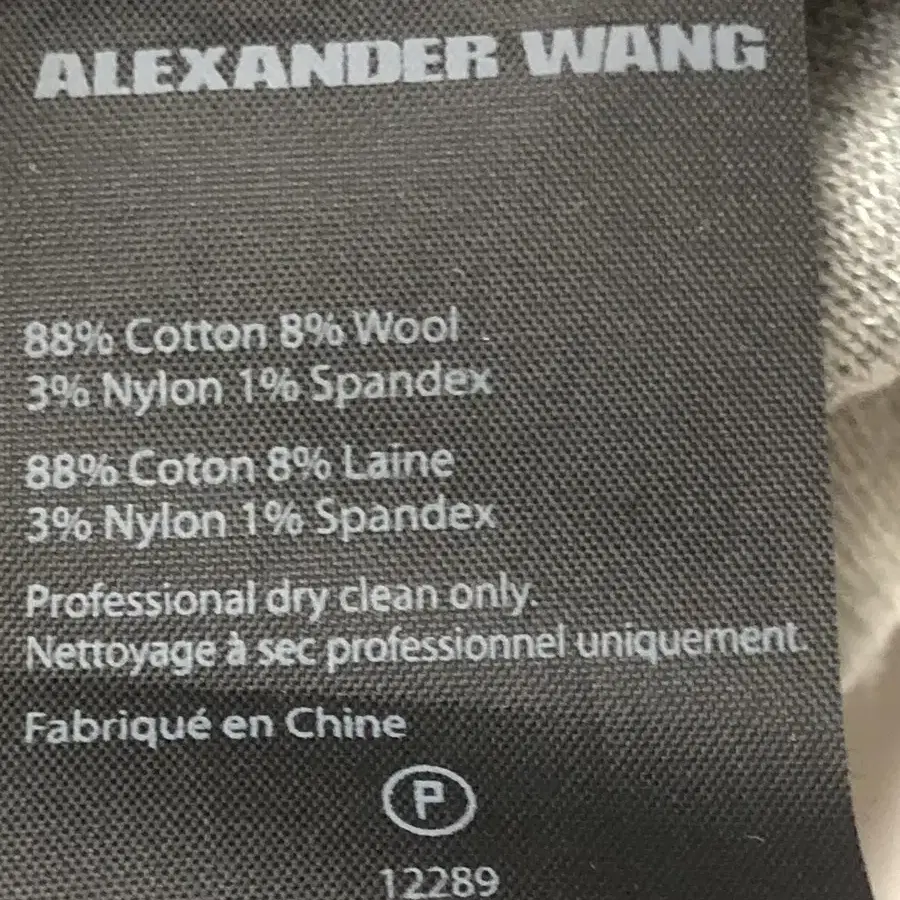 ALEXANDER WANG
88% Cotton 8% Wool
3% Nylon 1% Spandex
88% Coton 8% Laine
3% Nylon 1% Spandex
Professional dry clean only.
Nettoyage à sec professionnel uniquement.
Fabriqué en Chine
P
12289